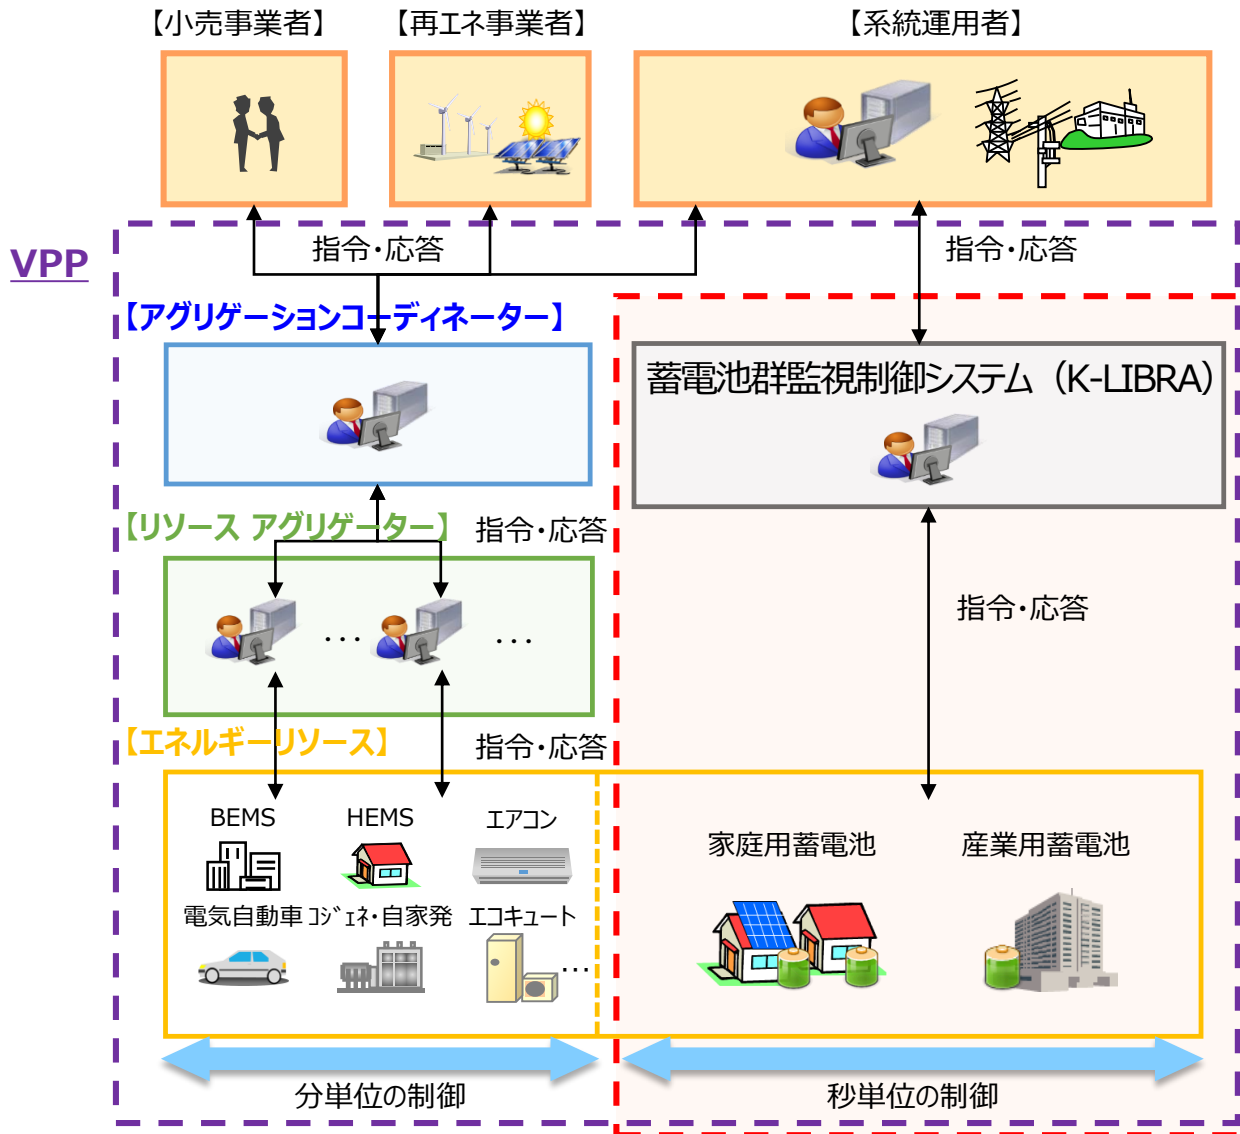 【小売事業者】
【再エネ事業者】
【系統運用者】
VPP
指令・応答
指令・応答
【アグリゲーションコーディネーター】
蓄電池群監視制御システム（K-LIBRA）
【リソース アグリゲーター】
指令・応答
指令・応答
… …
【エネルギーリソース】
指令・応答
BEMS
HEMS
エアコン
家庭用蓄電池
産業用蓄電池
電気自動車
ｺｼﾞｪﾈ・自家発
エコキュート
…
分単位の制御
秒単位の制御